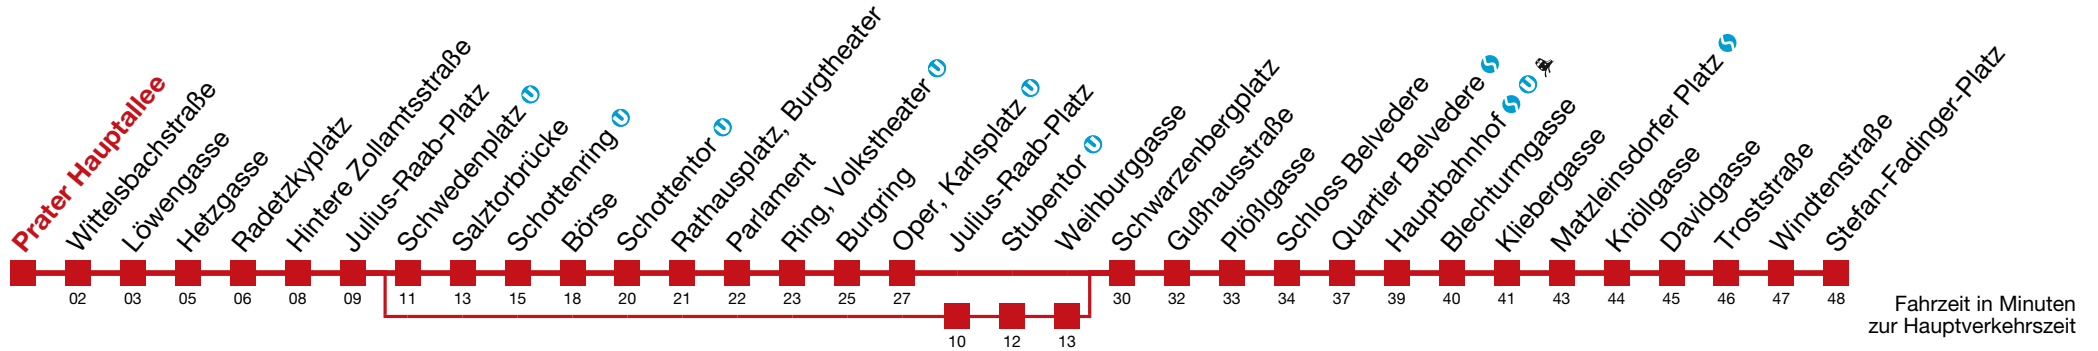 Prater Hauptallee
Wittelsbachstraße
Löwengasse
Hetzgasse
Radetzkyplatz
Hintere Zollamtsstraße
Julius-Raab-Platz
Schwedenplatz U
Salztorbrücke
Schottenring U
Börse
Schottentor U
Rathausplatz, Burgtheater
Parlament
Ring, Volkstheater U
Burgring
Oper, Karlsplatz U
Julius-Raab-Platz
Stubentor U
Weihburggasse
Schwarzenbergplatz
Gußhausstraße
Plößlgasse
Schloss Belvedere
Quartier Belvedere S
Hauptbahnhof S U
Blechturmgasse
Kliebergasse
Matzleinsdorfer Platz S
Knöllgasse
Davidgasse
Troststraße
Windtenstraße
Stefan-Fadinger-Platz
02 03 05 06 08 09 11 13 15 18 20 21 22 23 25 27 30 32 33 34 37 39 40 41 43 44 45 46 47 48
10 12 13
Fahrzeit in Minuten
zur Hauptverkehrszeit